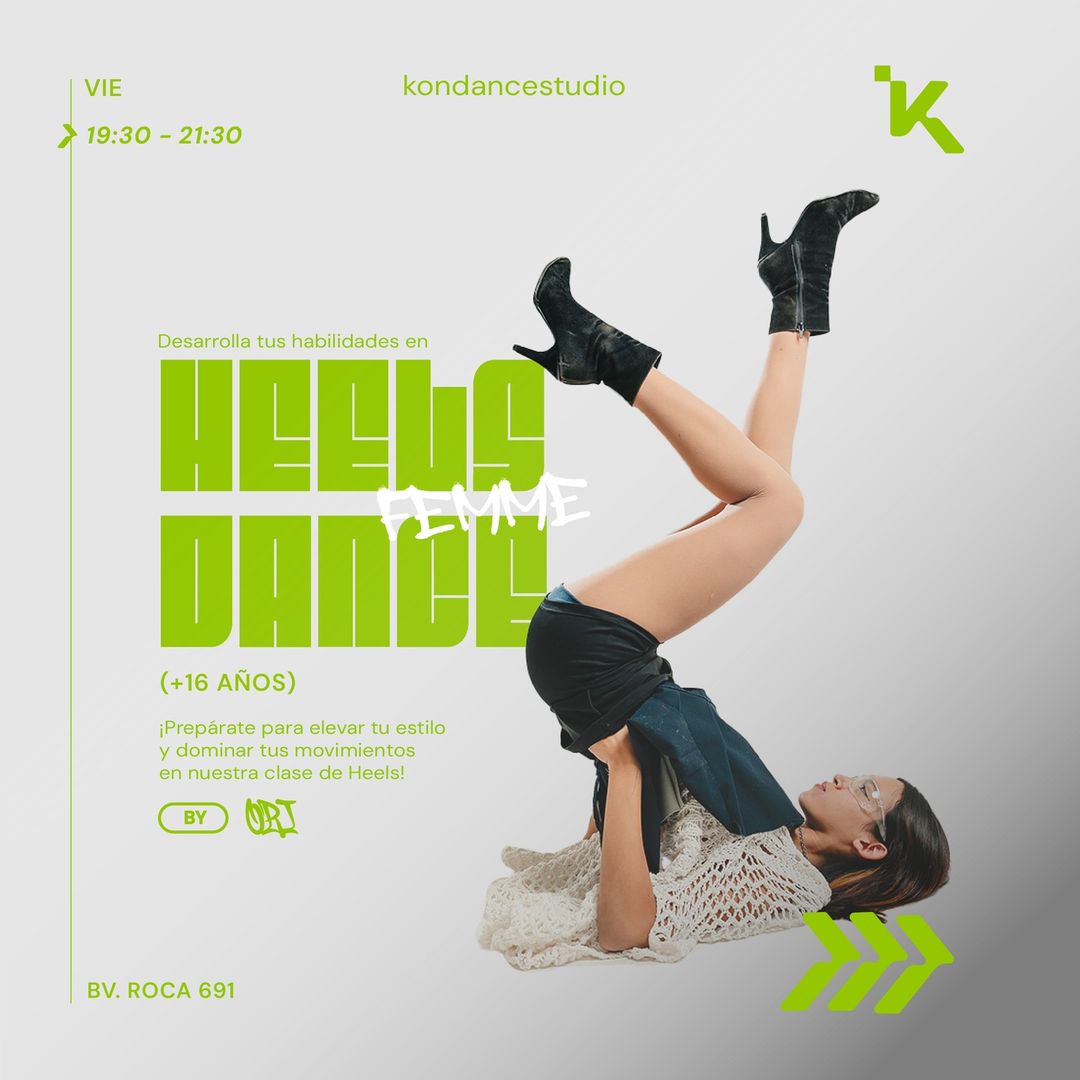 VIE
kondancestudio
K
19:30 - 21:30
Desarrolla tus habilidades en
HEELS
FEMME
DANCE
(+16 AÑOS)
¡Prepárate para elevar tu estilo
y dominar tus movimientos
en nuestra clase de Heels!
BY ORI
BV. ROCA 691